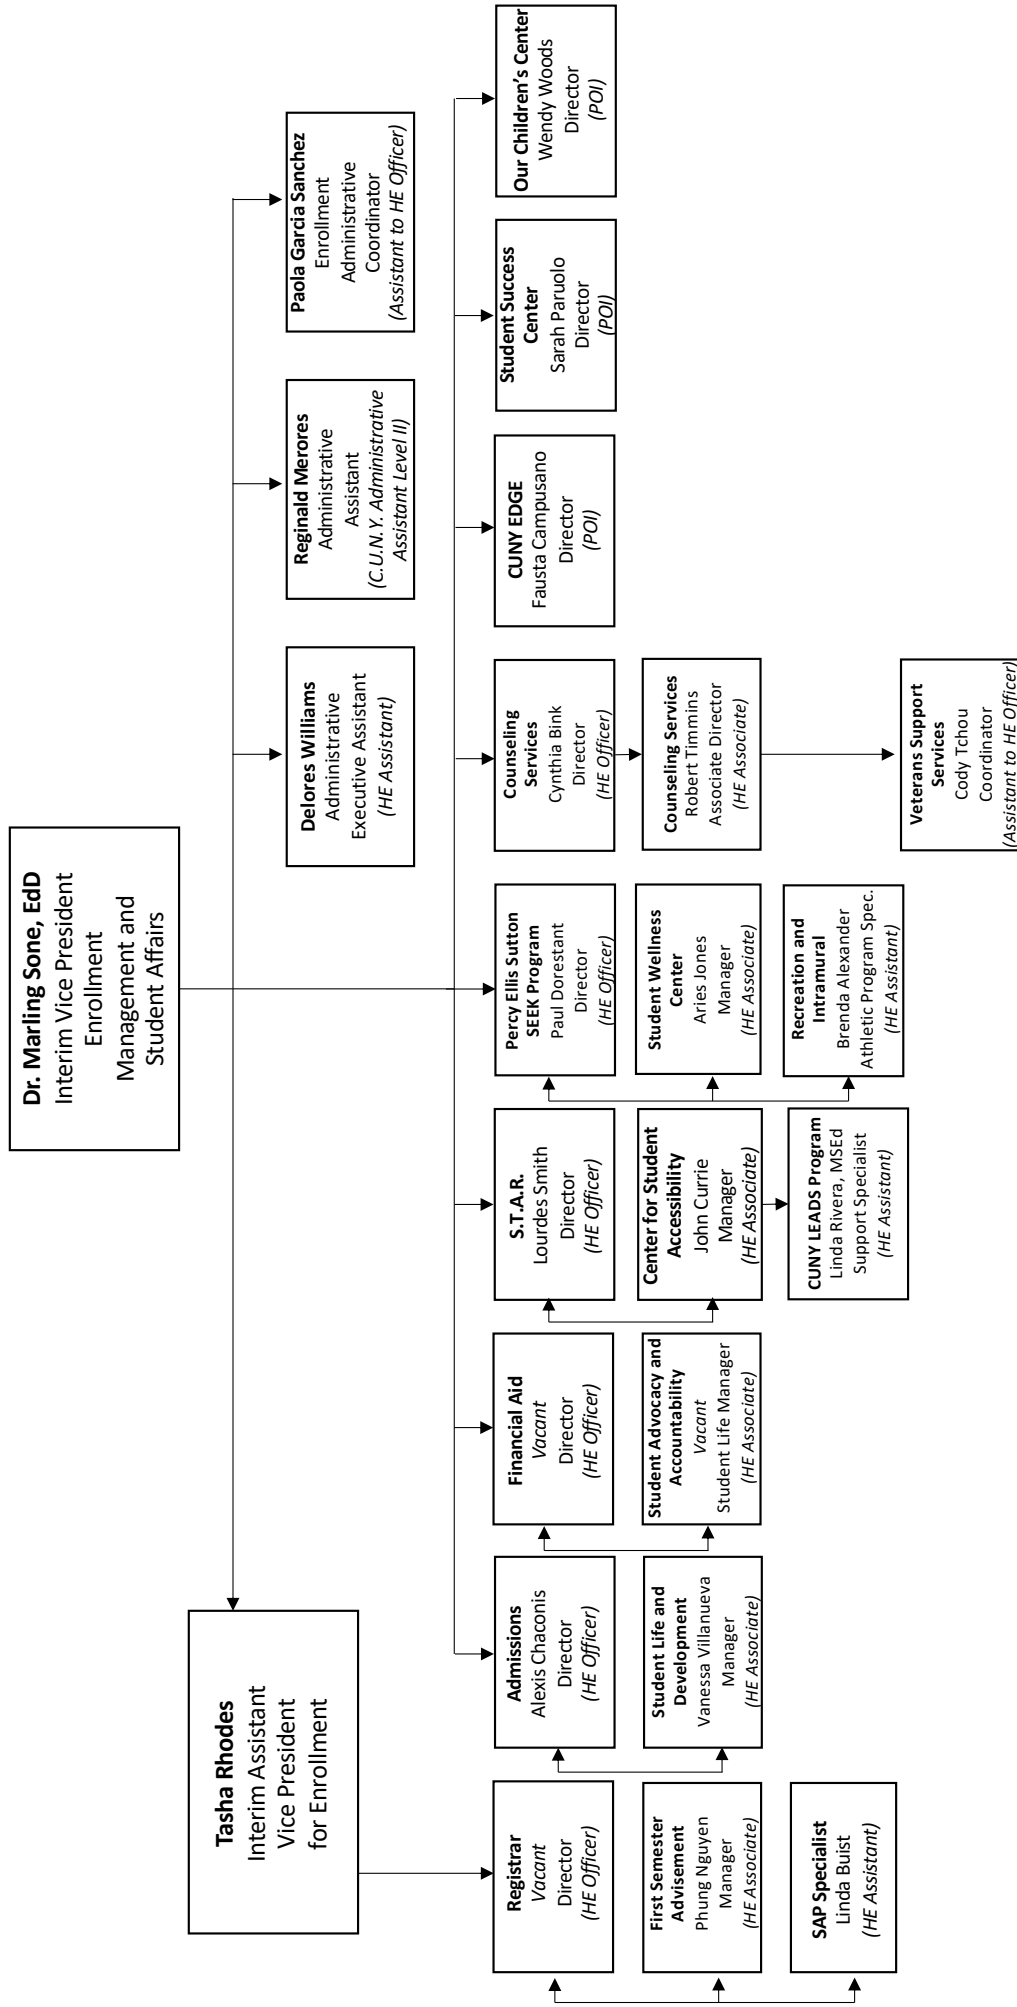 Dr. Marling Sone, EdD
Interim Vice President
Enrollment
Management and
Student Affairs
Tasha Rhodes
Interim Assistant
Vice President
for Enrollment
Delores Williams
Administrative
Executive Assistant
(HE Assistant)
Reginald Merores
Administrative
Assistant
(C.U.N.Y. Administrative
Assistant Level II)
Paola Garcia Sanchez
Enrollment
Administrative
Coordinator
(Assistant to HE Officer)
Registrar
Vacant
Director
(HE Officer)
Admissions
Alexis Chaconis
Director
(HE Officer)
Financial Aid
Vacant
Director
(HE Officer)
S.T.A.R.
Lourdes Smith
Director
(HE Officer)
Percy Ellis Sutton
SEEK Program
Paul Dorestant
Director
(HE Officer)
Counseling
Services
Cynthia Bink
Director
(HE Officer)
CUNY EDGE
Fausta Campusano
Director
(POI)
Student Success
Center
Sarah Paruolo
Director
(POI)
Our Children's Center
Wendy Woods
Director
(POI)
First Semester
Advisement
Phung Nguyen
Manager
(HE Associate)
Student Life and
Development
Vanessa Villanueva
Manager
(HE Associate)
Student Advocacy and
Accountability
Vacant
Student Life Manager
(HE Associate)
Center for Student
Accessibility
John Currie
Manager
(HE Associate)
Student Wellness
Center
Aries Jones
Manager
(HE Associate)
Counseling Services
Robert Timmins
Associate Director
(HE Associate)
SAP Specialist
Linda Buist
(HE Assistant)
CUNY LEADS Program
Linda Rivera, MSEd
Support Specialist
(HE Assistant)
Recreation and
Intramural
Brenda Alexander
Athletic Program Spec.
(HE Assistant)
Veterans Support
Services
Cody Tchou
Coordinator
(Assistant to HE Officer)